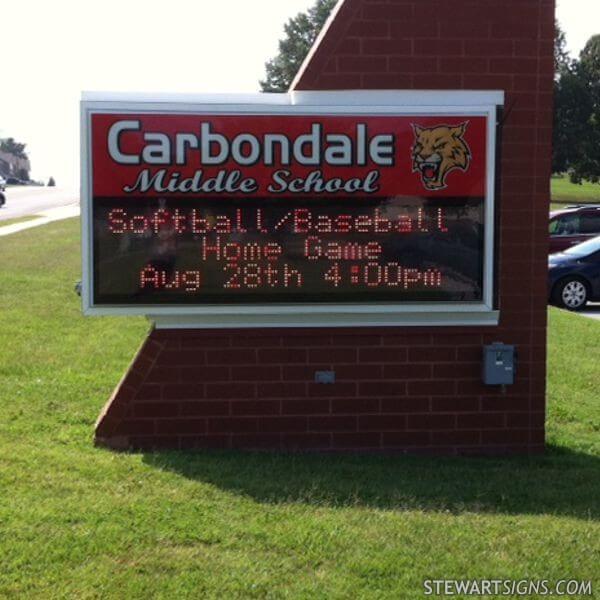 Carbondale
Middle School
Softball/Baseball
Home Game
Aug 28th 4:00pm
STEWARTSIGNS.COM